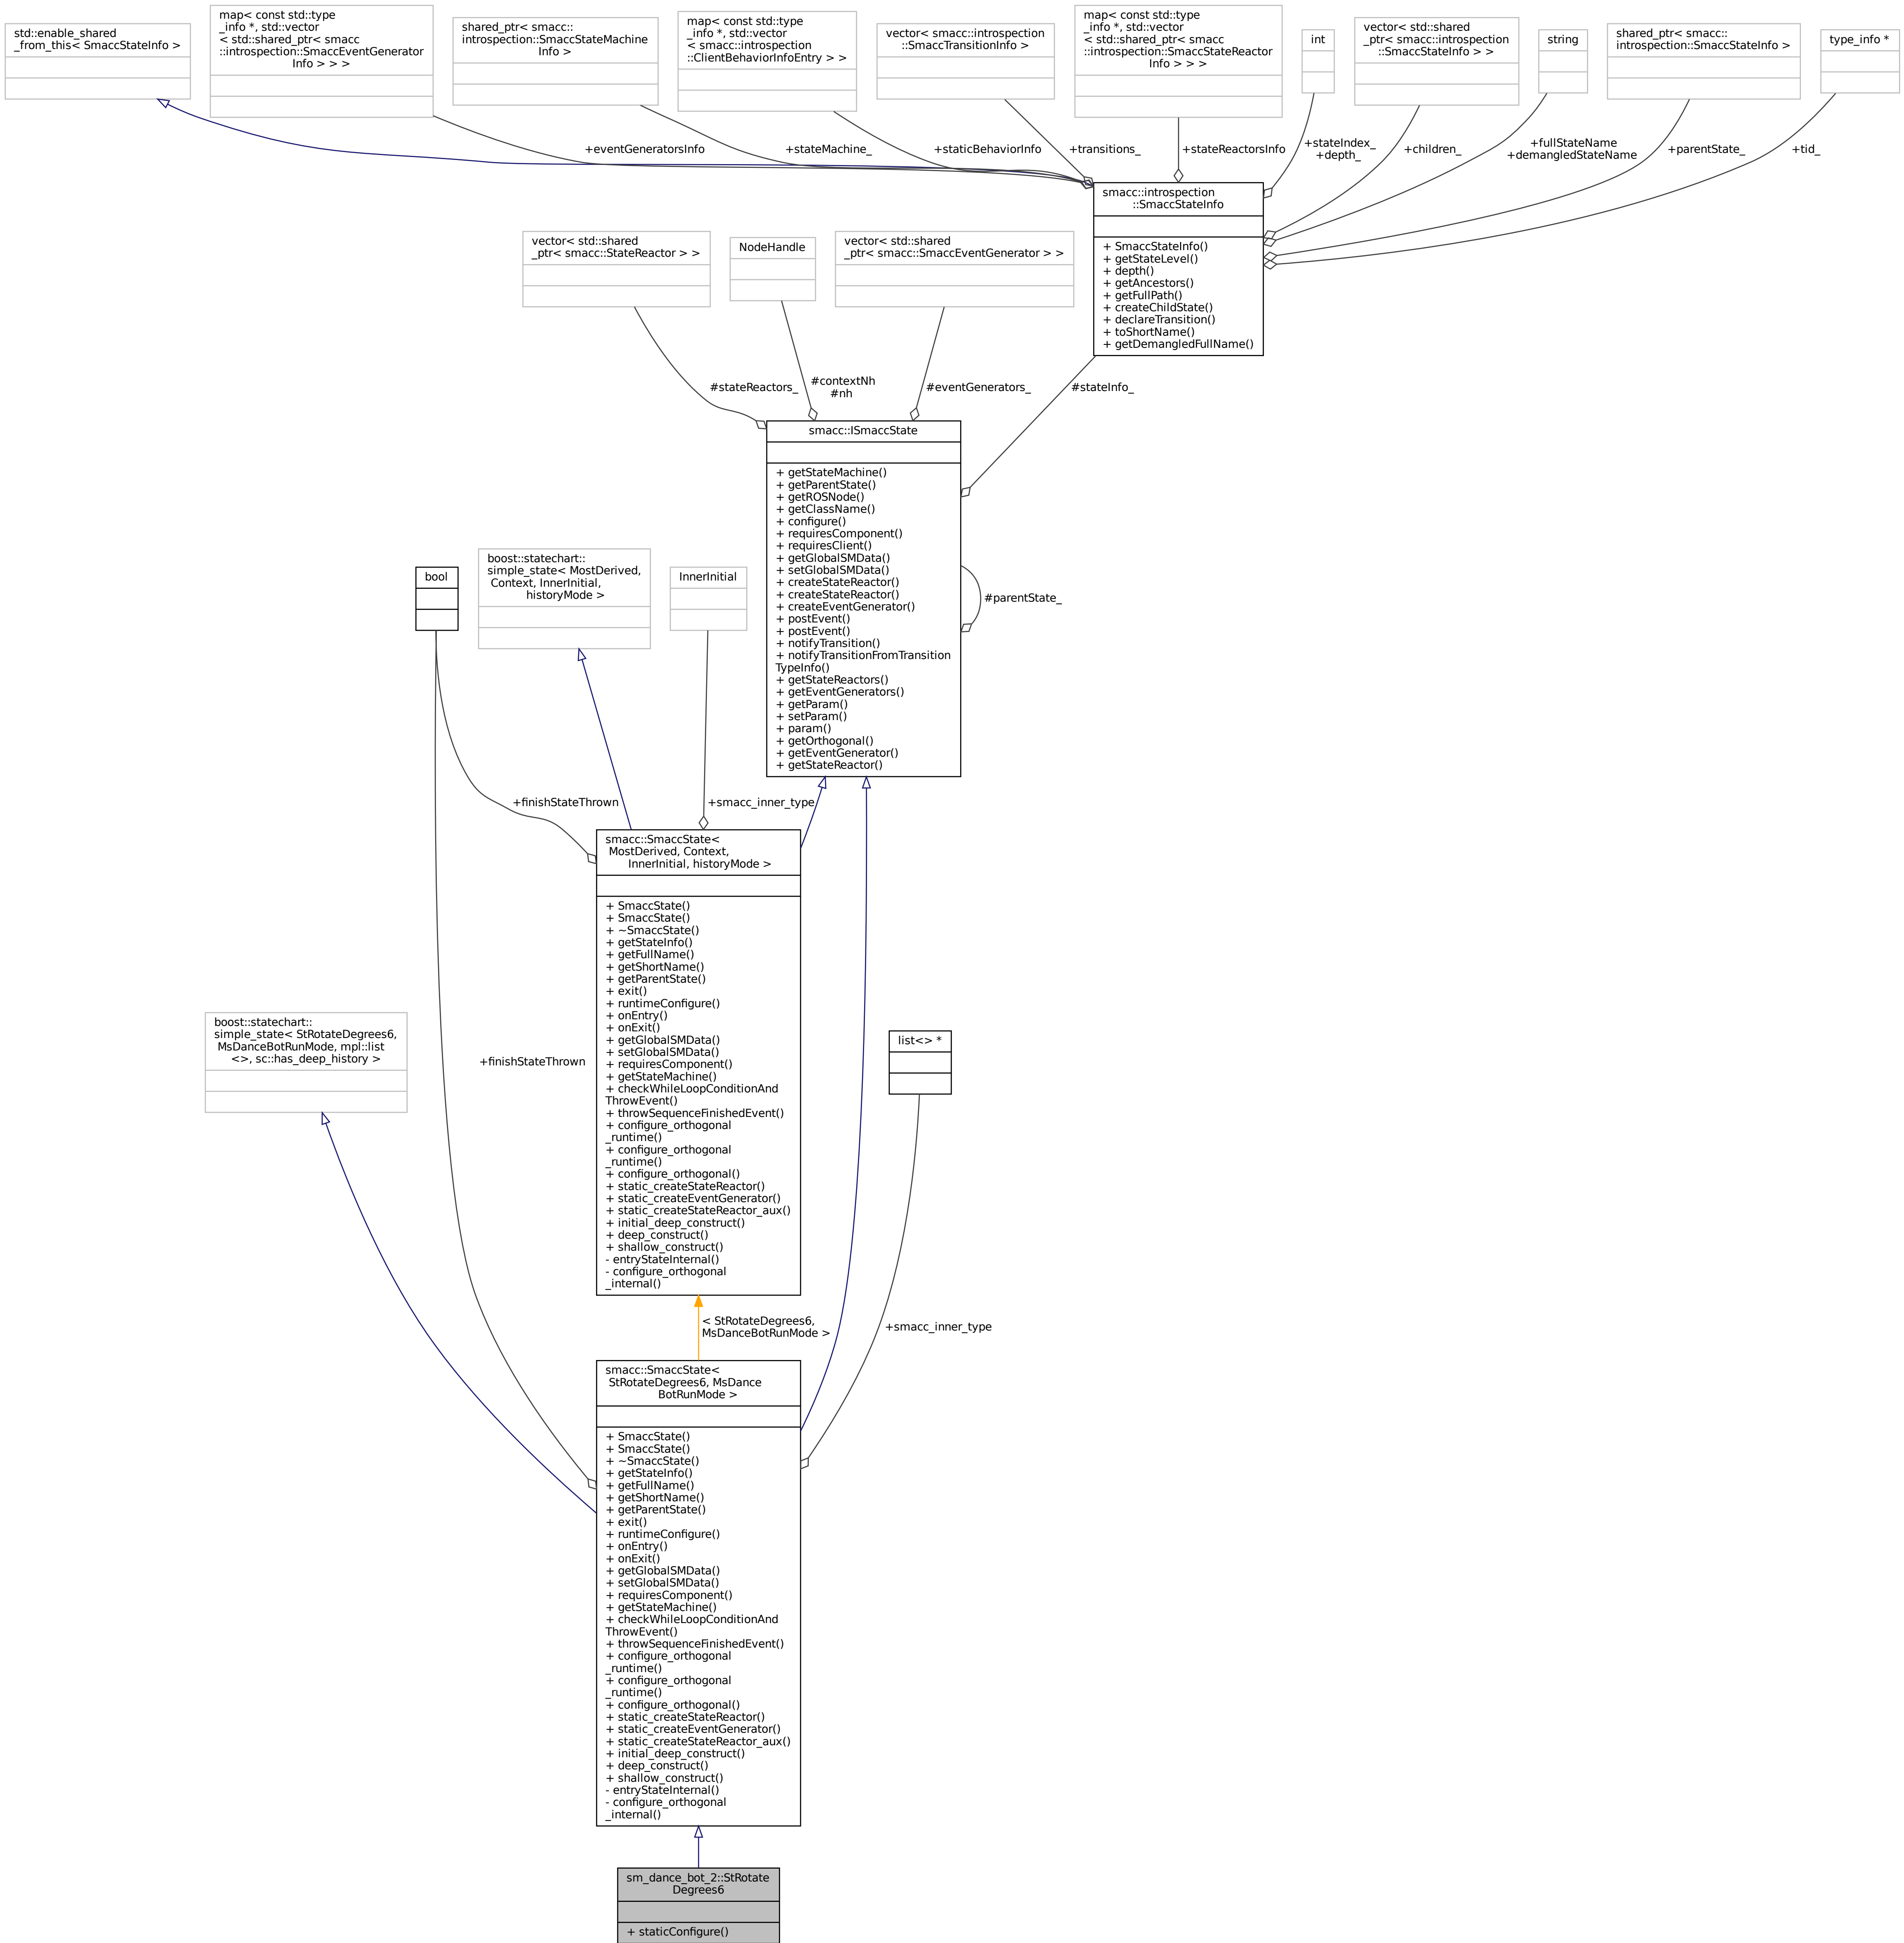 std::enable_shared
_from_this< SmaccStateInfo >
map< const std::type
_info *, std::vector
< std::shared_ptr< smacc
::introspection::SmaccEventGenerator
Info > > >
shared_ptr< smacc::
introspection::SmaccStateMachine
Info >
map< const std::type
_info *, std::vector
< smacc::introspection
::ClientBehaviorInfoEntry > >
vector< smacc::introspection
::SmaccTransitionInfo >
map< const std::type
_info *, std::vector
< std::shared_ptr< smacc
::introspection::SmaccStateReactor
Info > > >
int
vector< std::shared
_ptr< smacc::introspection
::SmaccStateInfo > >
string
shared_ptr< smacc::
introspection::SmaccStateInfo >
type_info *
+eventGeneratorsInfo
+stateMachine_
+staticBehaviorInfo
+transitions_
+stateReactorsInfo
+stateIndex_
+depth_
+children_
+fullStateName
+demangledStateName
+parentState_
+tid_
smacc::introspection
::SmaccStateInfo
+ SmaccStateInfo()
+ getStateLevel()
+ depth()
+ getAncestors()
+ getFullPath()
+ createChildState()
+ declareTransition()
+ toShortName()
+ getDemangledFullName()
vector< std::shared
_ptr< smacc::StateReactor > >
NodeHandle
vector< std::shared
_ptr< smacc::SmaccEventGenerator > >
#stateReactors_
#contextNh
#nh
#eventGenerators_
#stateInfo_
smacc::ISmaccState
+ getStateMachine()
+ getParentState()
+ getROSNode()
+ getClassName()
+ configure()
+ requiresComponent()
+ requiresClient()
+ getGlobalSMData()
+ setGlobalSMData()
+ createStateReactor()
+ createStateReactor()
+ createEventGenerator()
+ postEvent()
+ postEvent()
+ notifyTransition()
+ notifyTransitionFromTransition
TypeInfo()
+ getStateReactors()
+ getEventGenerators()
+ getParam()
+ setParam()
+ param()
+ getOrthogonal()
+ getEventGenerator()
+ getStateReactor()
#parentState_
bool
boost::statechart::
simple_state< MostDerived,
Context, InnerInitial,
historyMode >
InnerInitial
+finishStateThrown
+smacc_inner_type
smacc::SmaccState<
MostDerived, Context,
InnerInitial, historyMode >
+ SmaccState()
+ SmaccState()
+ ~SmaccState()
+ getStateInfo()
+ getFullName()
+ getShortName()
+ getParentState()
+ exit()
+ runtimeConfigure()
+ onEntry()
+ onExit()
+ getGlobalSMData()
+ setGlobalSMData()
+ requiresComponent()
+ getStateMachine()
+ checkWhileLoopConditionAnd
ThrowEvent()
+ throwSequenceFinishedEvent()
+ configure_orthogonal
_runtime()
+ configure_orthogonal
_runtime()
+ configure_orthogonal()
+ static_createStateReactor()
+ static_createEventGenerator()
+ static_createStateReactor_aux()
+ initial_deep_construct()
+ deep_construct()
+ shallow_construct()
- entryStateInternal()
- configure_orthogonal
_internal()
boost::statechart::
simple_state< StRotateDegrees6,
MsDanceBotRunMode, mpl::list
<>, sc::has_deep_history >
+finishStateThrown
list<> *
< StRotateDegrees6,
MsDanceBotRunMode >
+smacc_inner_type
smacc::SmaccState<
StRotateDegrees6, MsDance
BotRunMode >
+ SmaccState()
+ SmaccState()
+ ~SmaccState()
+ getStateInfo()
+ getFullName()
+ getShortName()
+ getParentState()
+ exit()
+ runtimeConfigure()
+ onEntry()
+ onExit()
+ getGlobalSMData()
+ setGlobalSMData()
+ requiresComponent()
+ getStateMachine()
+ checkWhileLoopConditionAnd
ThrowEvent()
+ throwSequenceFinishedEvent()
+ configure_orthogonal
_runtime()
+ configure_orthogonal
_runtime()
+ configure_orthogonal()
+ static_createStateReactor()
+ static_createEventGenerator()
+ static_createStateReactor_aux()
+ initial_deep_construct()
+ deep_construct()
+ shallow_construct()
- entryStateInternal()
- configure_orthogonal
_internal()
sm_dance_bot_2::StRotate
Degrees6
+ staticConfigure()